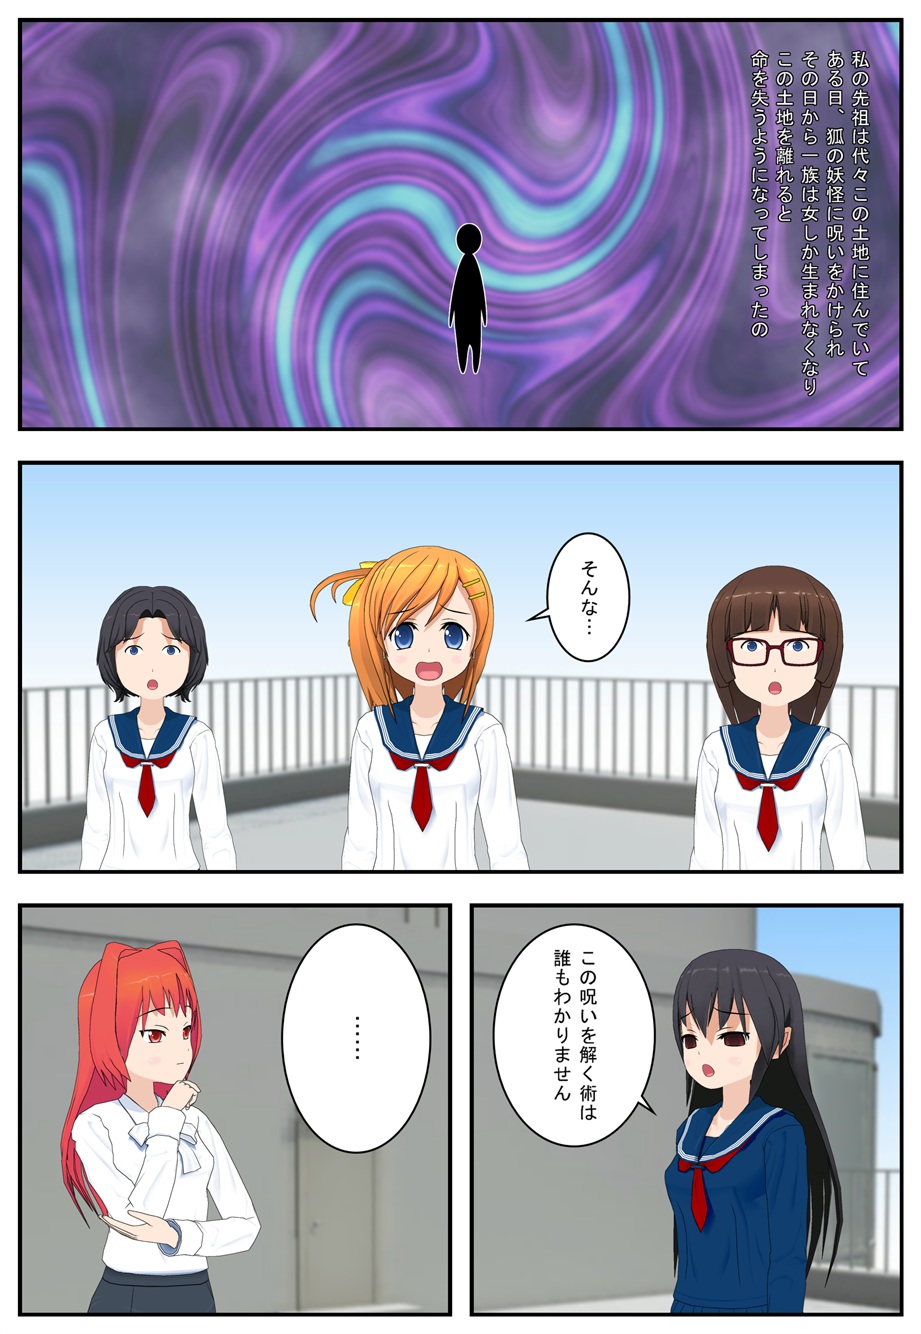 私の先祖は代々この土地に住んでいて
ある日、狐の妖怪に呪いをかけられ
その日から一族は女しか生まれなくなり
この土地を離れると
命を失うようになってしまったの
そんな…
この呪いを解く術は
誰もわかりません
……